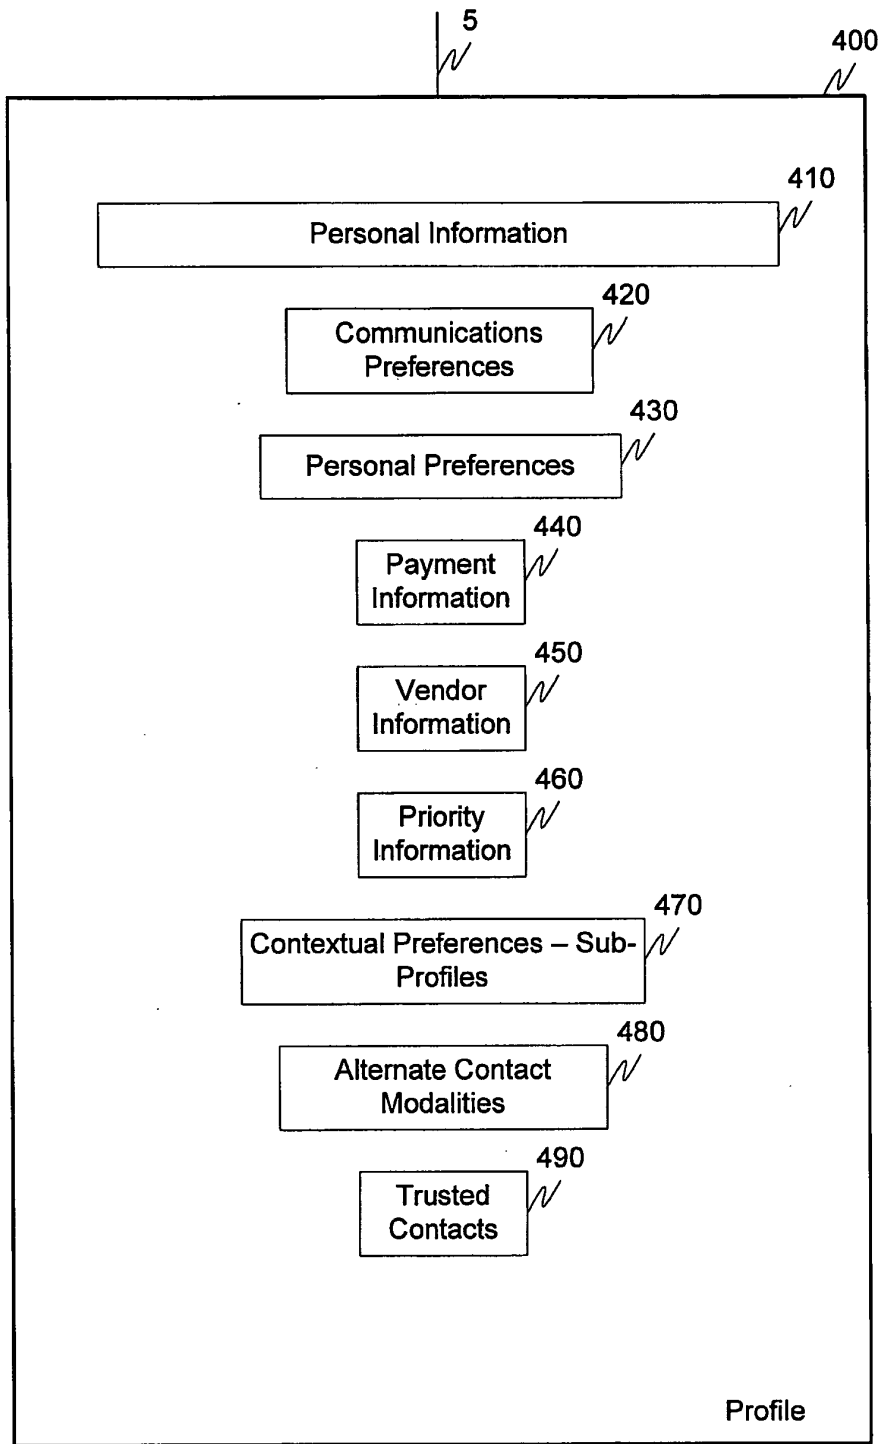 5
400
410
Personal Information
420
Communications
Preferences
430
Personal Preferences
440
Payment
Information
450
Vendor
Information
460
Priority
Information
470
Contextual Preferences – Sub-
Profiles
480
Alternate Contact
Modalities
490
Trusted
Contacts
Profile